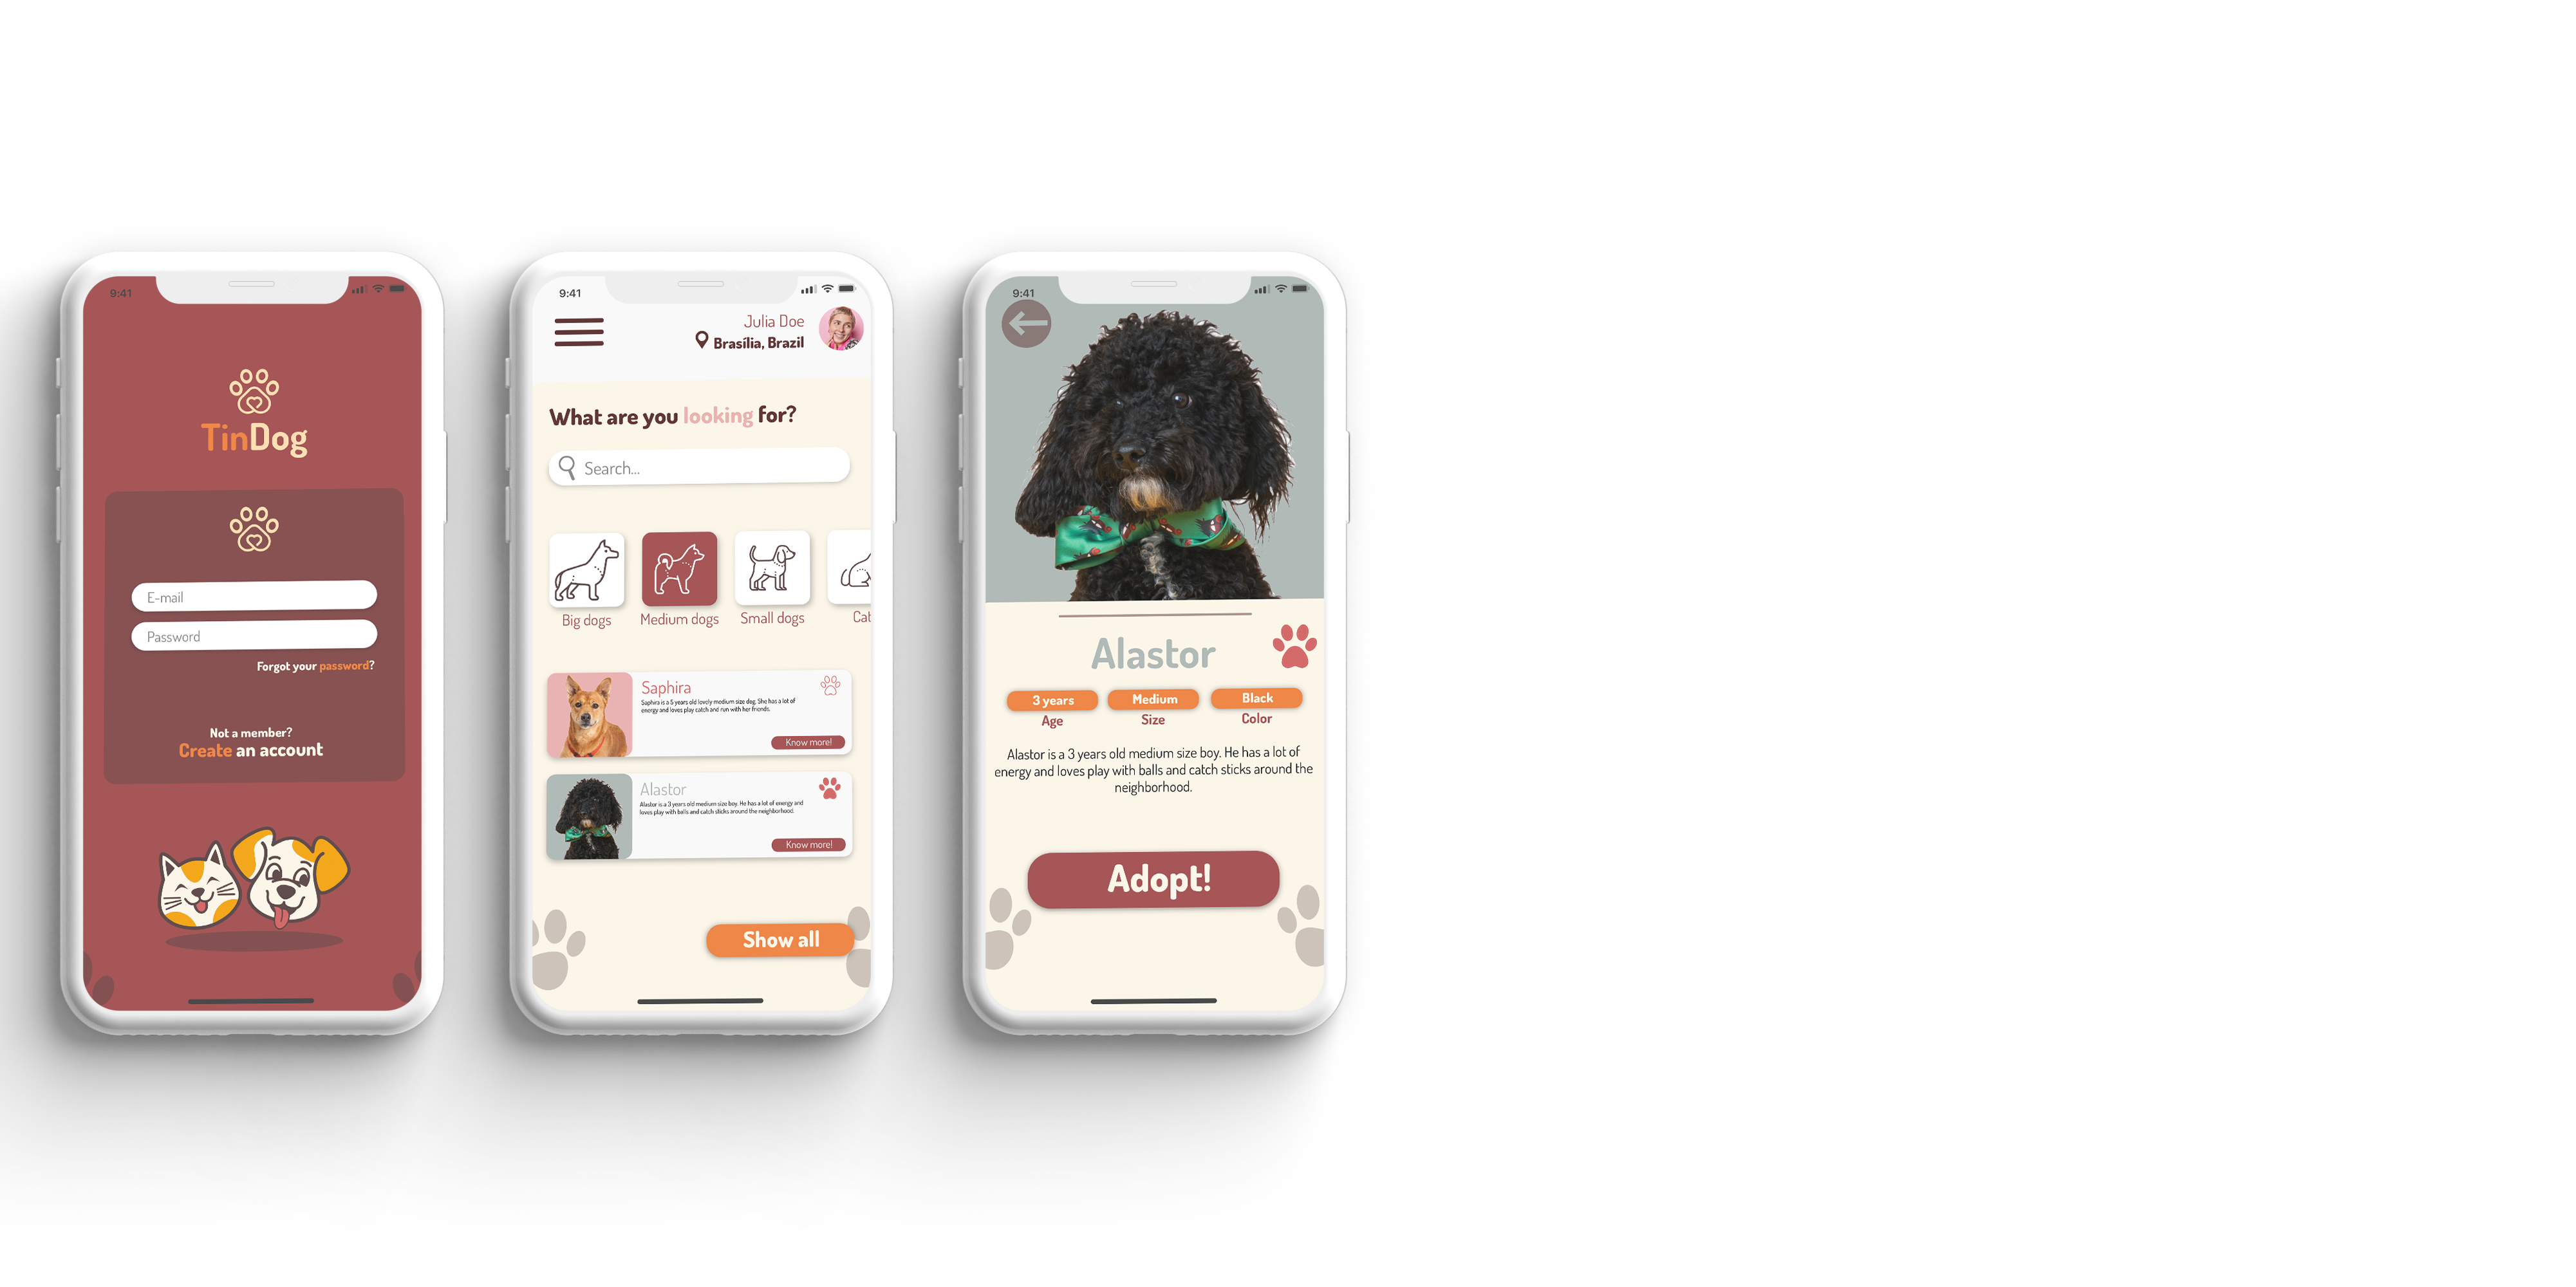 9:41
TinDog
E-mail
Password
Forgot your password?
Not a member?
Create an account
9:41
Julia Doe
Brasília, Brazil
What are you looking for?
Search...
Big dogs
Medium dogs
Small dogs
Cat
Saphira
Saphira is a 5 years old lovely medium size dog. She has a lot of
energy and loves play catch and run with her friends.
Know more!
Alastor
Alastor is a 3 years old medium size boy. He has a lot of energy and
loves play with balls and catch sticks around the neighborhood.
Know more!
Show all
9:41
Alastor
3 years
Medium
Black
Age
Size
Color
Alastor is a 3 years old medium size boy. He has a lot of
energy and loves play with balls and catch sticks around the
neighborhood.
Adopt!